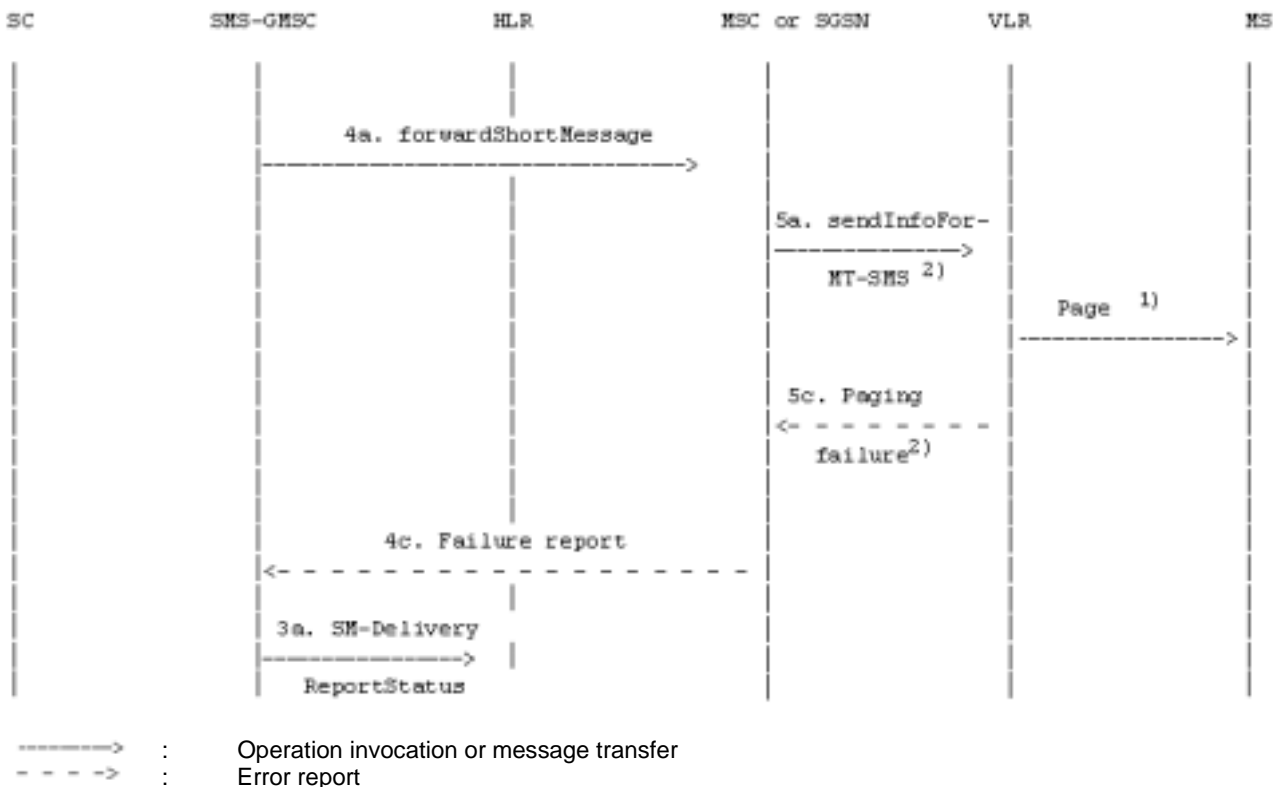 SC SMS-GMSC HLR MSC or SGSN VLR MS
4a. forwardShortMessage
5a. sendInfoFor-
MT-SMS 2)
Page 1)
5c. Paging
failure2)
4c. Failure report
3a. SM-Delivery
ReportStatus
: Operation invocation or message transfer
: Error report